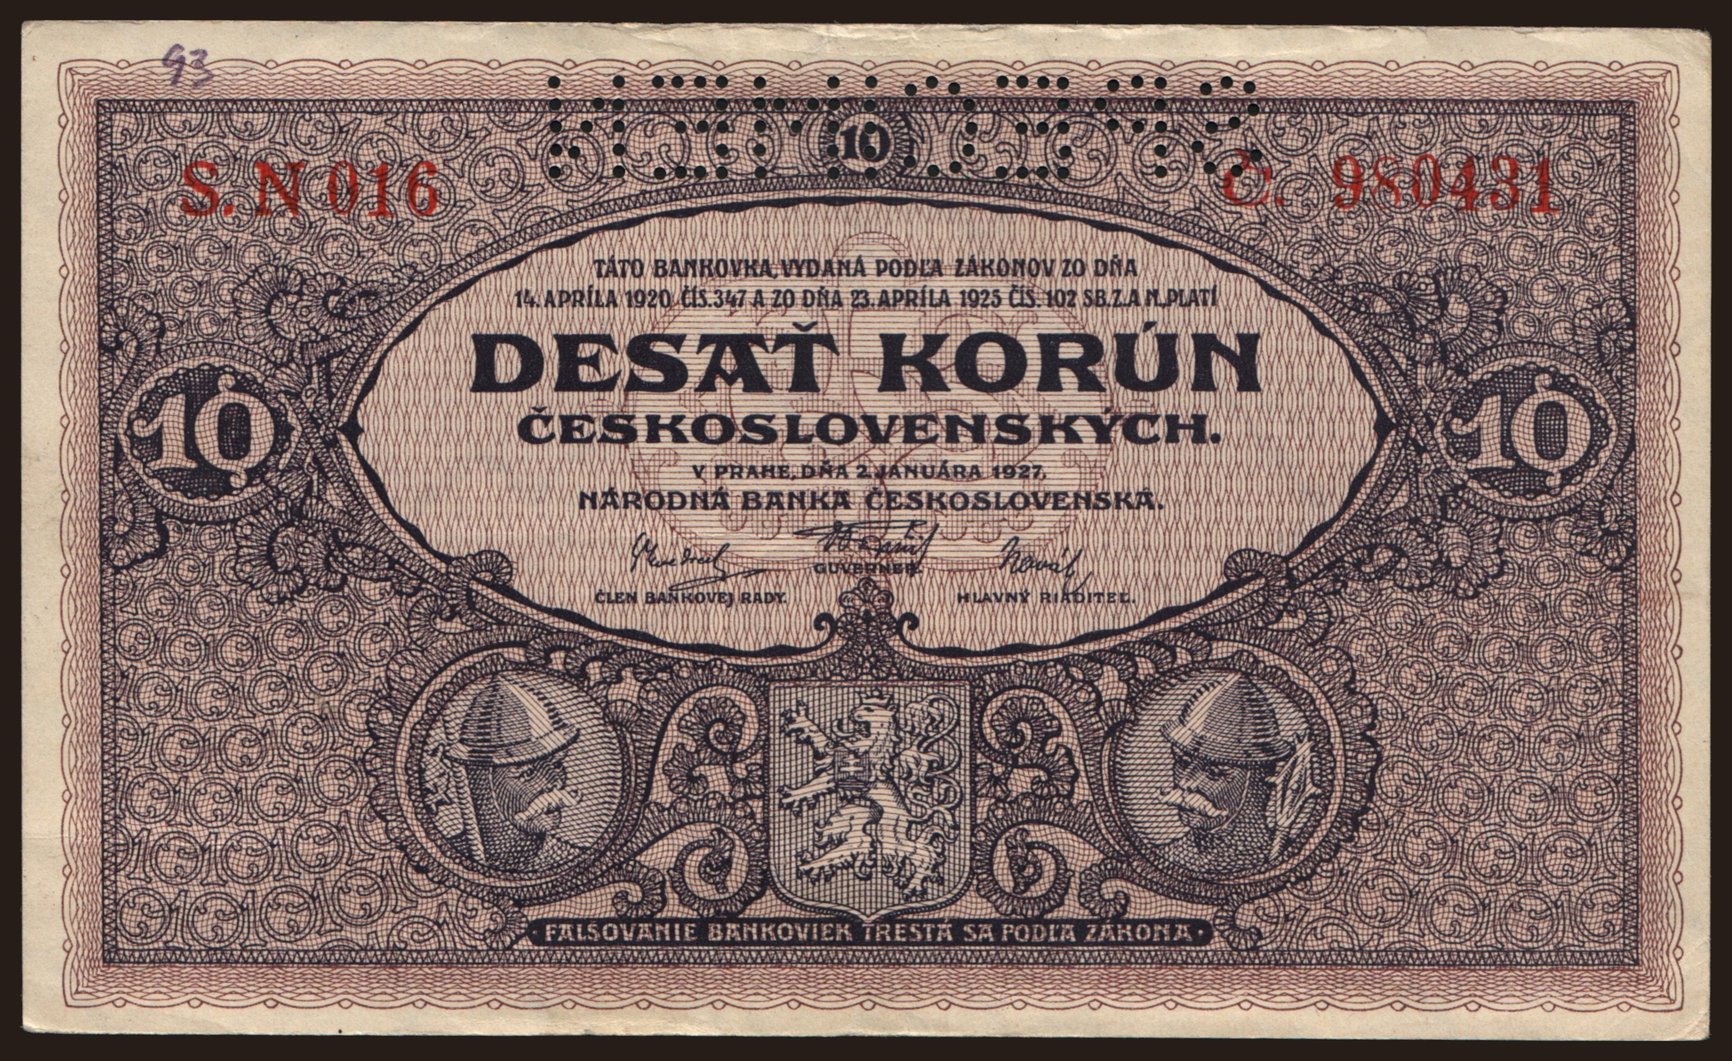 93
NEPLATNÉ
10
S.N 016
Č. 980431
TÁTO BANKOVKA, VYDANÁ PODĽA ZÁKONOV ZO DŇA
14. APRÍLA 1920 ČÍS. 347 A ZO DŇA 23. APRÍLA 1925 ČÍS. 102 SB. Z. A N. PLATÍ
DESAŤ KORÚN
ČESKOSLOVENSKÝCH.
10
10
V PRAHE, DŇA 2. JANUÁRA 1927.
NÁRODNÁ BANKA ČESKOSLOVENSKÁ.
GUVERNER.
ČLEN BANKOVEJ RADY.
HLAVNÝ RIADITEĽ.
· FALŠOVANIE BANKOVIEK TRESTÁ SA PODĽA ZÁKONA ·